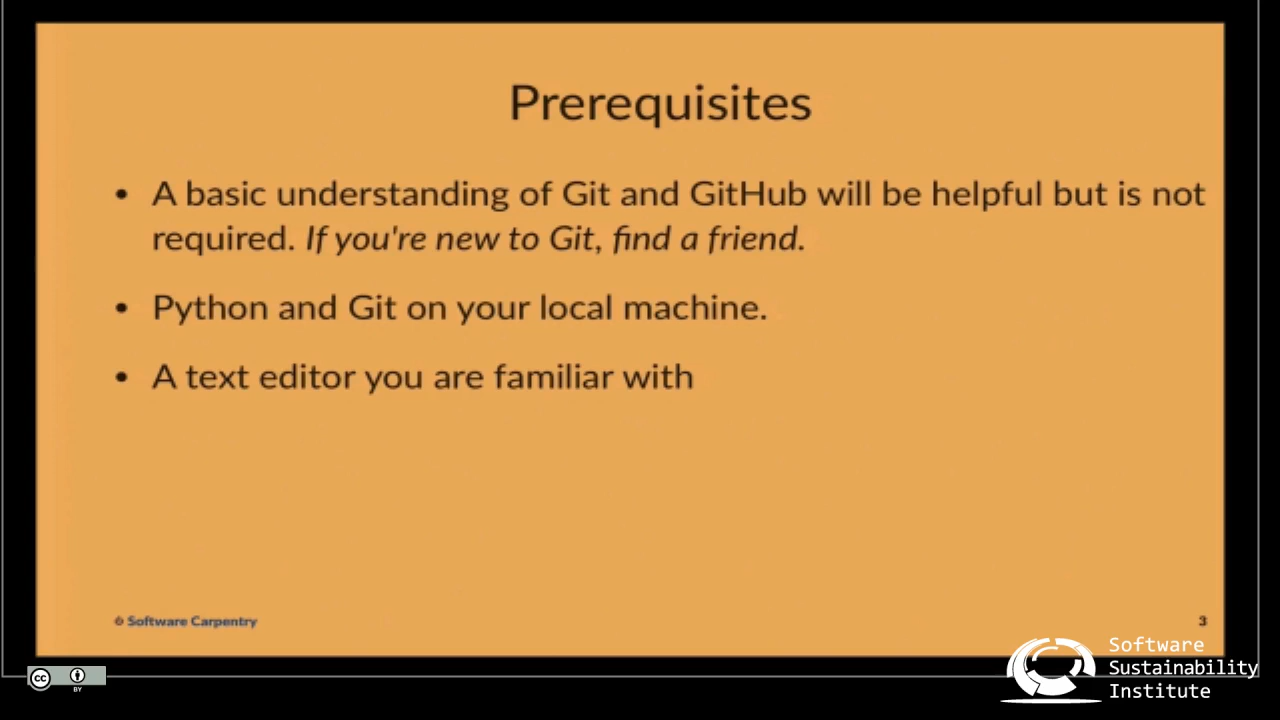 Prerequisites
• A basic understanding of Git and GitHub will be helpful but is not
required. If you're new to Git, find a friend.
• Python and Git on your local machine.
• A text editor you are familiar with
© Software Carpentry
3
Software
Sustainability
Institute
cc
BY